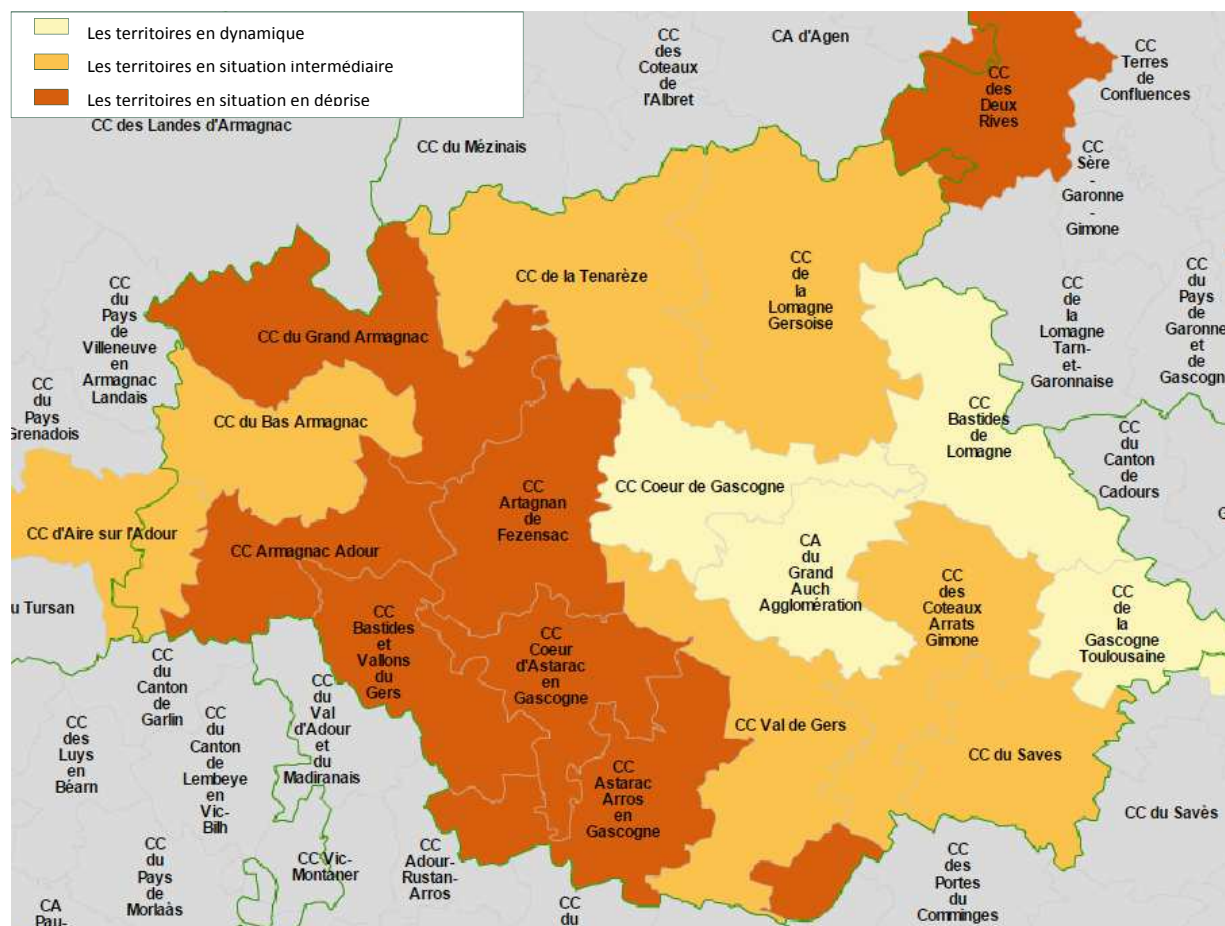 Les territoires en dynamique
Les territoires en situation intermédiaire
Les territoires en situation en déprise
CC des Landes d'Armagnac
CC
des
Coteaux
de
l'Albret
CA d'Agen
CC
des
Deux
Rives
CC
Terres
de
Confluences
CC du Mézinais
CC
Sère
-
Garonne
-
Gimone
CC de la Tenarèze
CC
de
la
Lomagne
Gersoise
CC
du
Pays
de
Villeneuve
en
Armagnac
Landais
CC du Grand Armagnac
CC
de
la
Lomagne
Tarn-
et-
Garonnaise
CC
du
Pays
de
Garonne
et
de
Gascogn
CC
du
Pays
Grenadois
CC du Bas Armagnac
CC
Bastides
de
Lomagne
CC
du
Canton
de
Cadours
G
CC d'Aire sur l'Adour
CC Armagnac Adour
CC
Artagnan
de
Fezensac
CC Coeur de Gascogne
CA
du
Grand
Auch
Agglomération
CC
des
Coteaux
Arrats
Gimone
CC
de
la
Gascogne
Toulousaine
u Tursan
CC
Bastides
et
Vallons
du
Gers
CC
Coeur
d'Astarac
en
Gascogne
CC
du
Canton
de
Garlin
CC
du
Val
d'Adour
et
du
Madiranais
CC
des
Luys
en
Béarn
CC
du
Canton
de
Lembeye
en
Vic-
Bilh
CC Val de Gers
CC du Saves
CC
Astarac
Arros
en
Gascogne
CC du Savès
CC
du
Pays
de
Morlaàs
CC Vic-
Montaner
CC
Adour-
Rustan-
Arros
CC
des
Portes
du
Comminges
CA
Pau-
CC
du